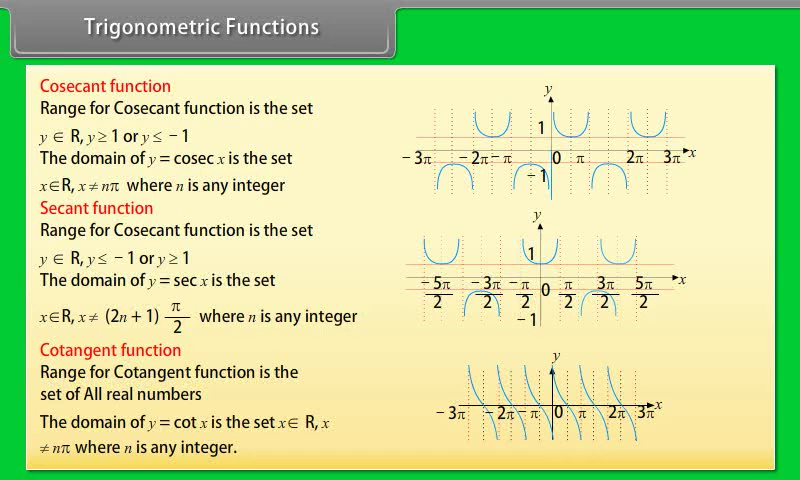 Trigonometric Functions
Cosecant function
Range for Cosecant function is the set
y ∈ R, y ≥ 1 or y ≤ − 1
The domain of y = cosec x is the set
x∈R, x ≠ nπ where n is any integer
Secant function
Range for Cosecant function is the set
y ∈ R, y ≤ − 1 or y ≥ 1
The domain of y = sec x is the set
x∈R, x ≠ (2n + 1) π/2 where n is any integer
Cotangent function
Range for Cotangent function is the
set of All real numbers
The domain of y = cot x is the set x∈ R, x
≠ nπ where n is any integer.
y
1
− 3π − 2π − π 0 π 2π 3π x
− 1
y
1
− 5π/2 − 3π/2 − π/2 0 π/2 3π/2 5π/2 x
− 1
y
− 3π − 2π − π 0 π 2π 3π x